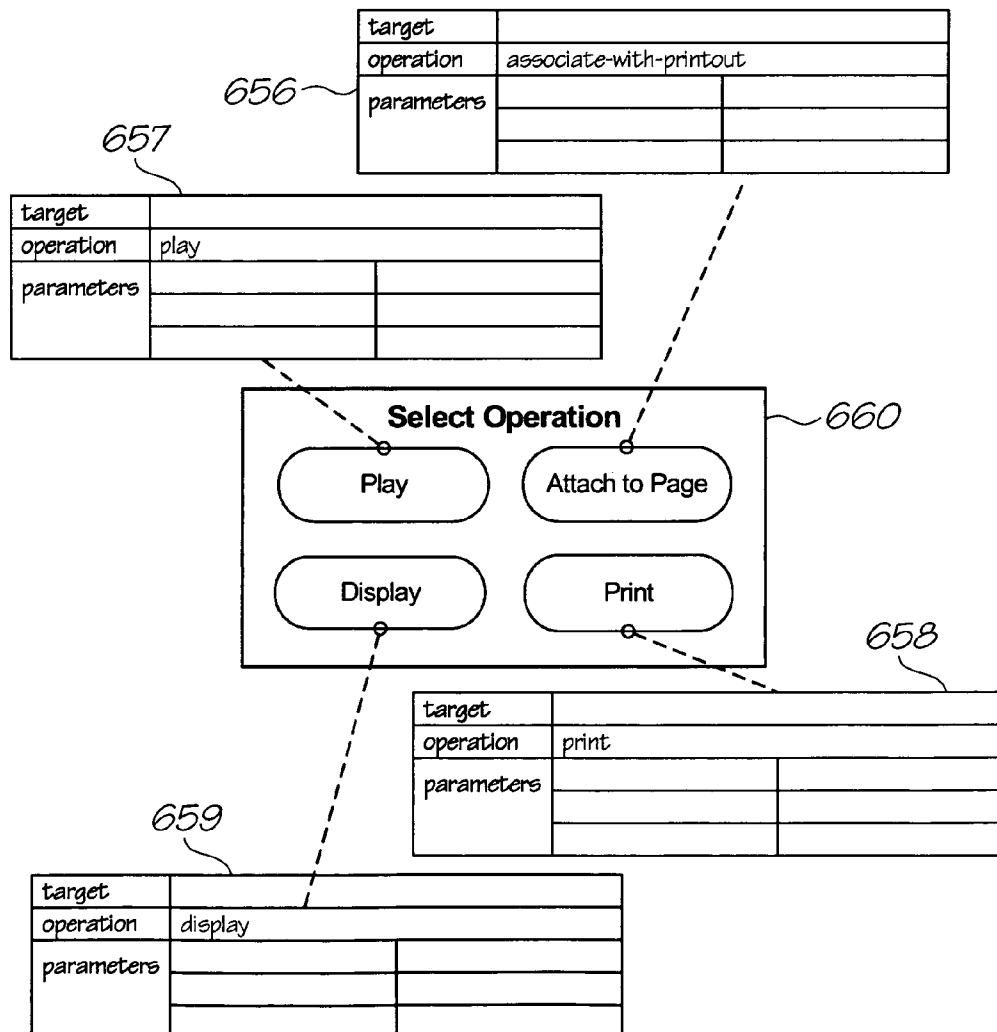 target
operation associate-with-printout
656
parameters
657
target
operation play
parameters
Select Operation
660
Play Attach to Page
Display Print
658
target
operation print
parameters
659
target
operation display
parameters